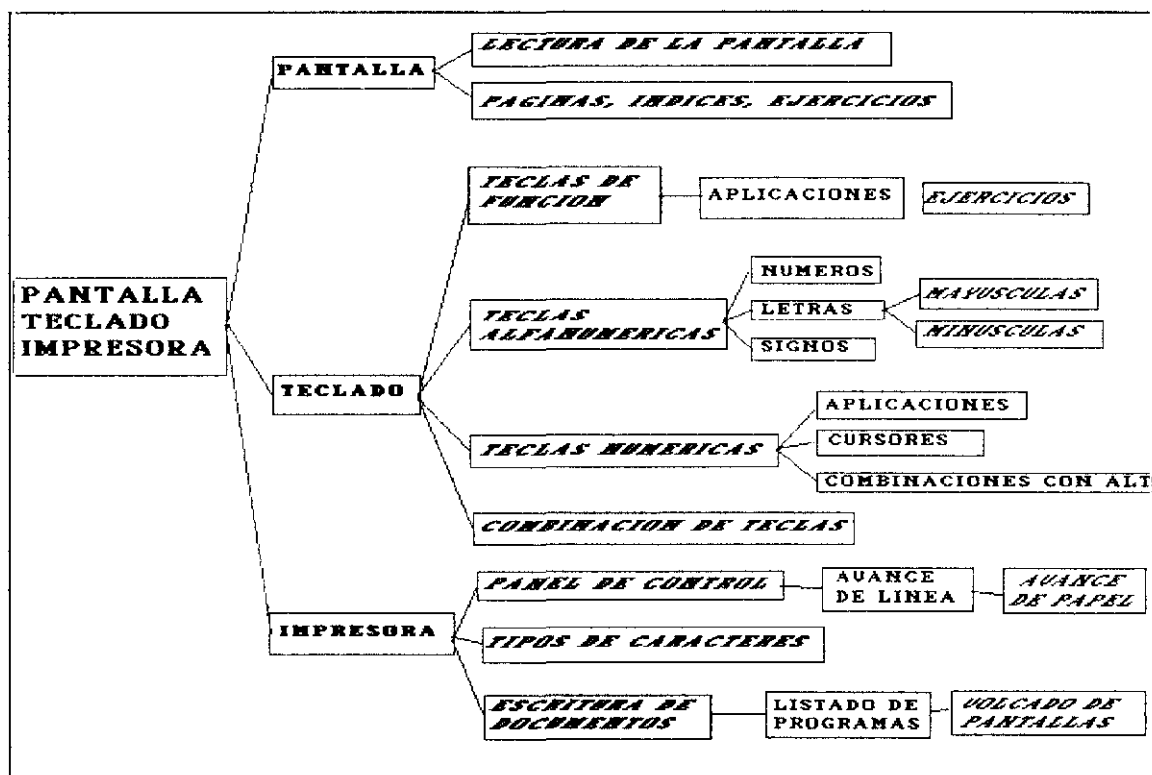 LECTURA DE LA PANTALLA
PANTALLA
PAGINAS, INDICES, EJERCICIOS
TECLAS DE
FUNCION
APLICACIONES
EJERCICIOS
PANTALLA
TECLADO
IMPRESORA
NUMEROS
TECLAS
ALFANUMERICAS
LETRAS
MAYUSCULAS
MINUSCULAS
SIGNOS
TECLADO
APLICACIONES
TECLAS NUMERICAS
CURSORES
COMBINACIONES CON ALT
COMBINACION DE TECLAS
PANEL DE CONTROL
AVANCE
DE LINEA
AVANCE
DE PAPEL
IMPRESORA
TIPOS DE CARACTERES
ESCRITURA DE
DOCUMENTOS
LISTADO DE
PROGRAMAS
VOLCADO DE
PANTALLAS